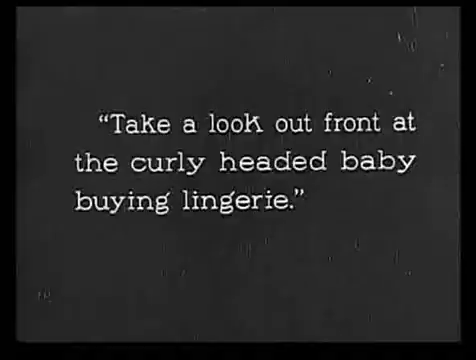 “Take a look out front at
the curly headed baby
buying lingerie.”